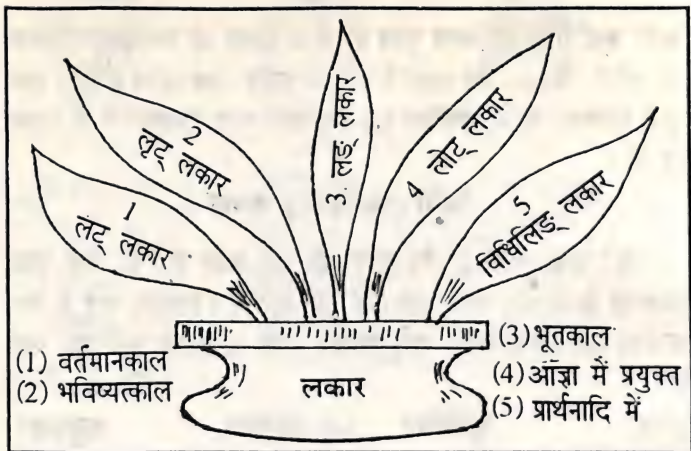 1
लट् लकार
2
लृट् लकार
3. लङ् लकार
4 लोट् लकार
5
विधिलिङ् लकार
(1) वर्तमानकाल
(2) भविष्यत्काल
लकार
(3) भूतकाल
(4) आज्ञा में प्रयुक्त
(5) प्रार्थनादि में